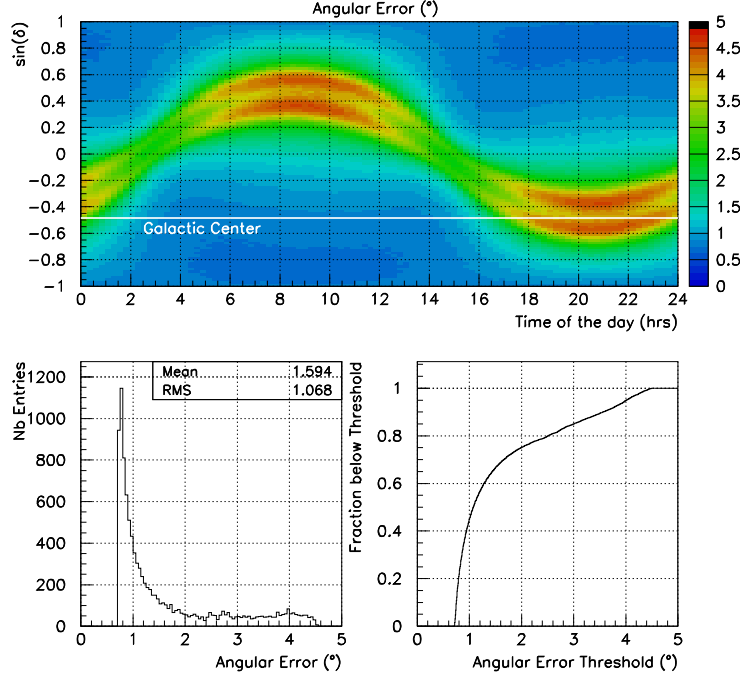 Angular Error (°)
sin(δ)
1
0.8
0.6
0.4
0.2
0
−0.2
−0.4
−0.6
−0.8
−1
Galactic Center
0 2 4 6 8 10 12 14 16 18 20 22 24
Time of the day (hrs)
5
4.5
4
3.5
3
2.5
2
1.5
1
0.5
0
Nb Entries
1200
1000
800
600
400
200
0
Mean 1.594
RMS 1.068
0 1 2 3 4 5
Angular Error (°)
Fraction below Threshold
1
0.8
0.6
0.4
0.2
0
0 1 2 3 4 5
Angular Error Threshold (°)